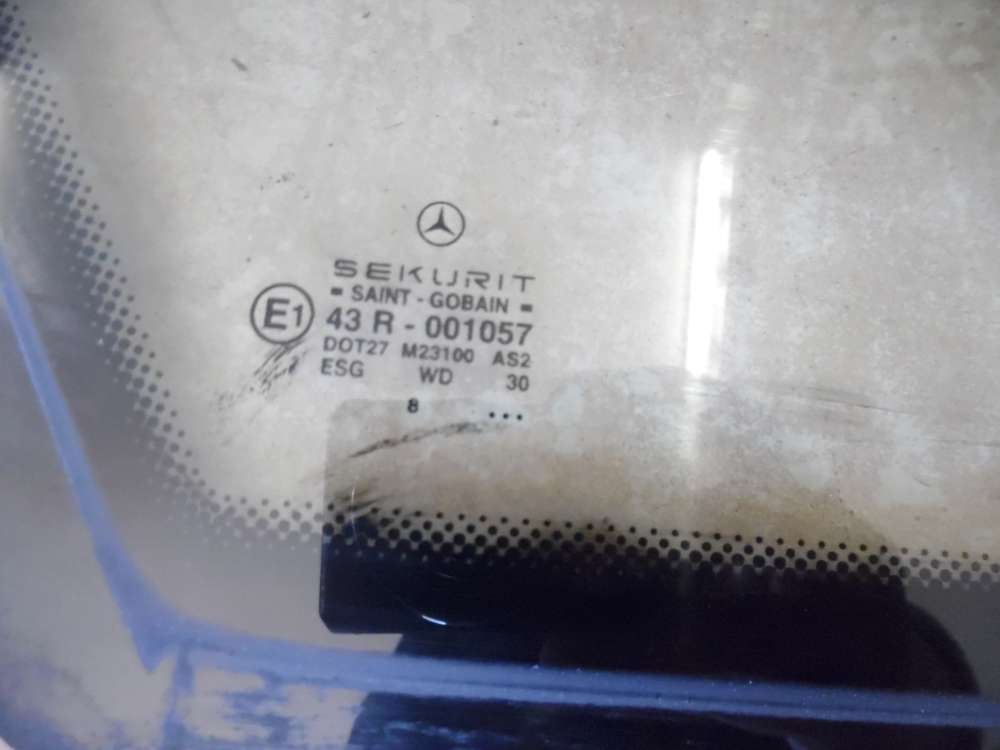 SEKURIT
- SAINT - GOBAIN -
E1
43 R - 001057
DOT27 M23100 AS2
ESG WD 30
8 ...